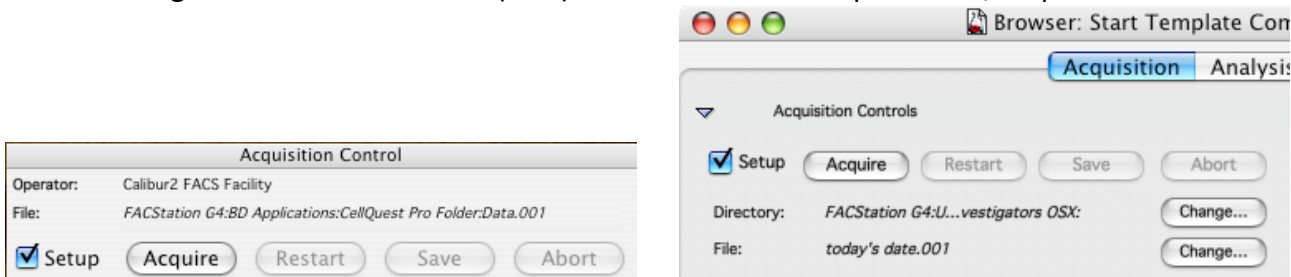 Browser: Start Template Com
Acquisition Analysis
Acquisition Controls
Setup Acquire Restart Save Abort
Directory: FACStation G4:U...vestigators OSX: Change...
File: today's date.001 Change...
Acquisition Control
Operator: Calibur2 FACS Facility
File: FACStation G4:BD Applications:CellQuest Pro Folder:Data.001
Setup Acquire Restart Save Abort